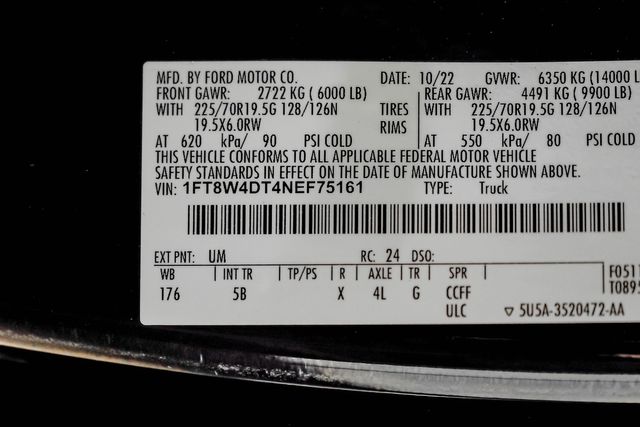 MFD. BY FORD MOTOR CO. DATE: 10/22 GVWR: 6350 KG (14000 L
FRONT GAWR: 2722 KG ( 6000 LB) REAR GAWR: 4491 KG ( 9900 LB)
WITH 225/70R19.5G 128/126N TIRES WITH 225/70R19.5G 128/126N
19.5X6.0RW RIMS 19.5X6.0RW
AT 620 kPa/ 90 PSI COLD AT 550 kPa/ 80 PSI COLD
THIS VEHICLE CONFORMS TO ALL APPLICABLE FEDERAL MOTOR VEHICLE
SAFETY STANDARDS IN EFFECT ON THE DATE OF MANUFACTURE SHOWN ABOVE.
VIN: 1FT8W4DT4NEF75161 TYPE: Truck
EXT PNT: UM RC: 24 DSO:
WB INT TR TP/PS R AXLE TR SPR F051
176 5B X 4L G CCFF T0895
ULC ▽ 5U5A-3520472-AA